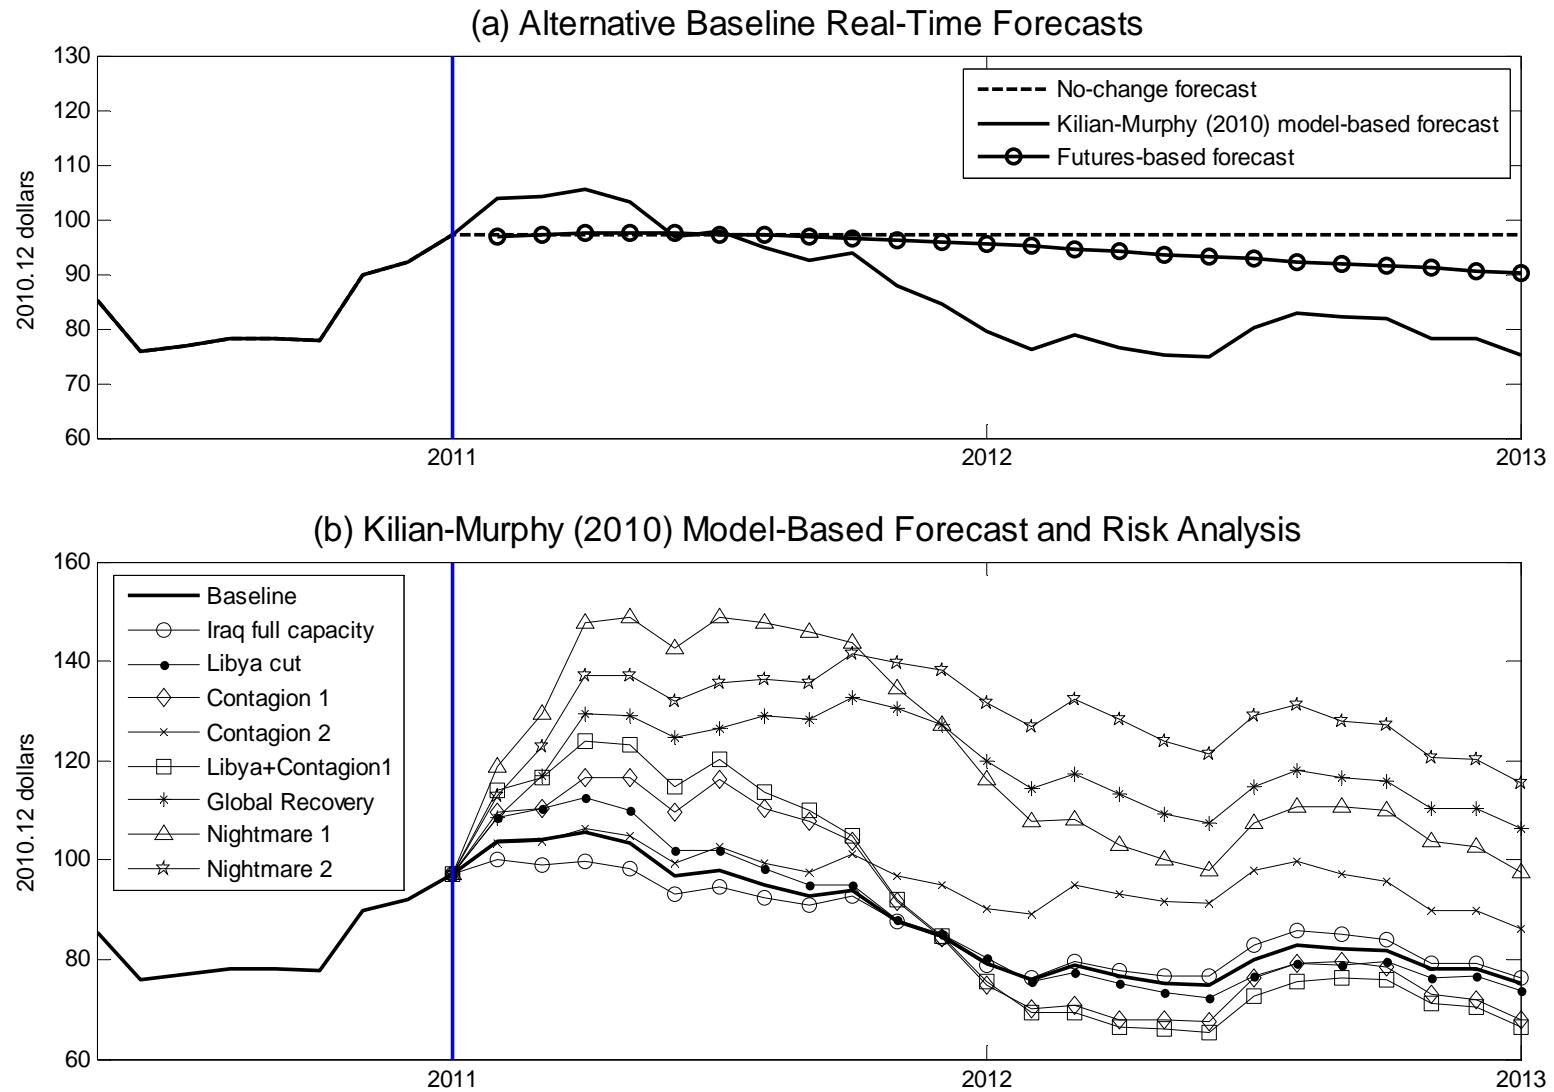 (a) Alternative Baseline Real-Time Forecasts
130
120
110
100
90
80
70
60
2010.12 dollars
No-change forecast
Kilian-Murphy (2010) model-based forecast
Futures-based forecast
2011
2012
2013
(b) Kilian-Murphy (2010) Model-Based Forecast and Risk Analysis
160
140
120
100
80
60
2010.12 dollars
Baseline
Iraq full capacity
Libya cut
Contagion 1
Contagion 2
Libya+Contagion1
Global Recovery
Nightmare 1
Nightmare 2
2011
2012
2013